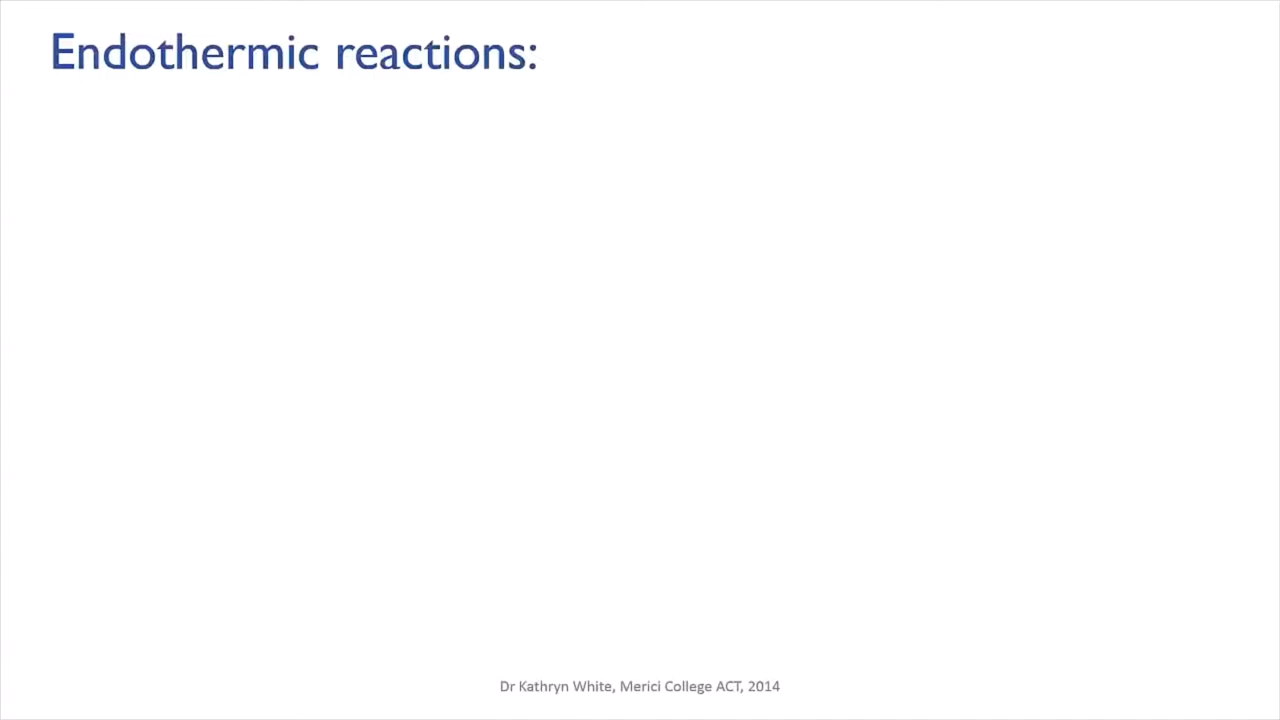 Endothermic reactions:
Dr Kathryn White, Merici College ACT, 2014